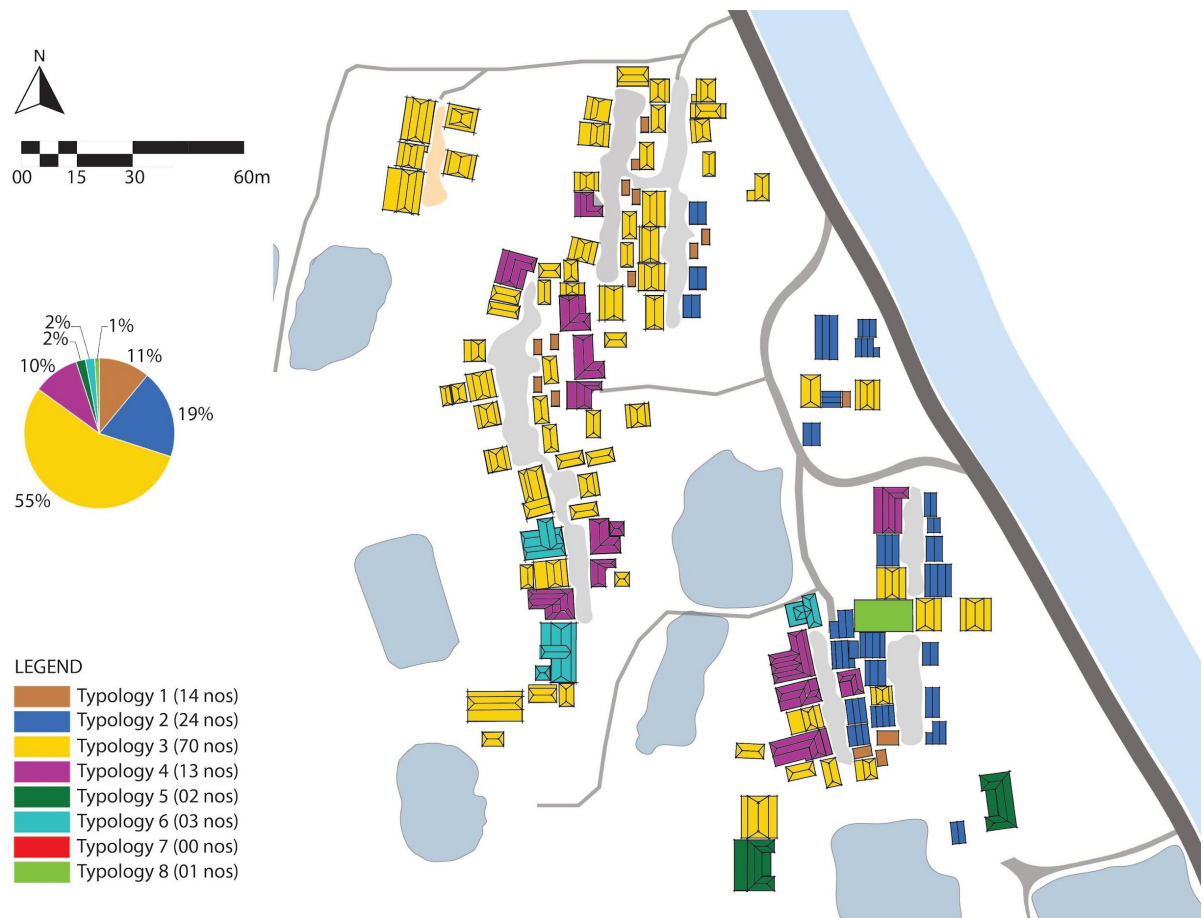 N
00 15 30 60m
2% 1%
2% 11%
10%
19%
55%
LEGEND
Typology 1 (14 nos)
Typology 2 (24 nos)
Typology 3 (70 nos)
Typology 4 (13 nos)
Typology 5 (02 nos)
Typology 6 (03 nos)
Typology 7 (00 nos)
Typology 8 (01 nos)